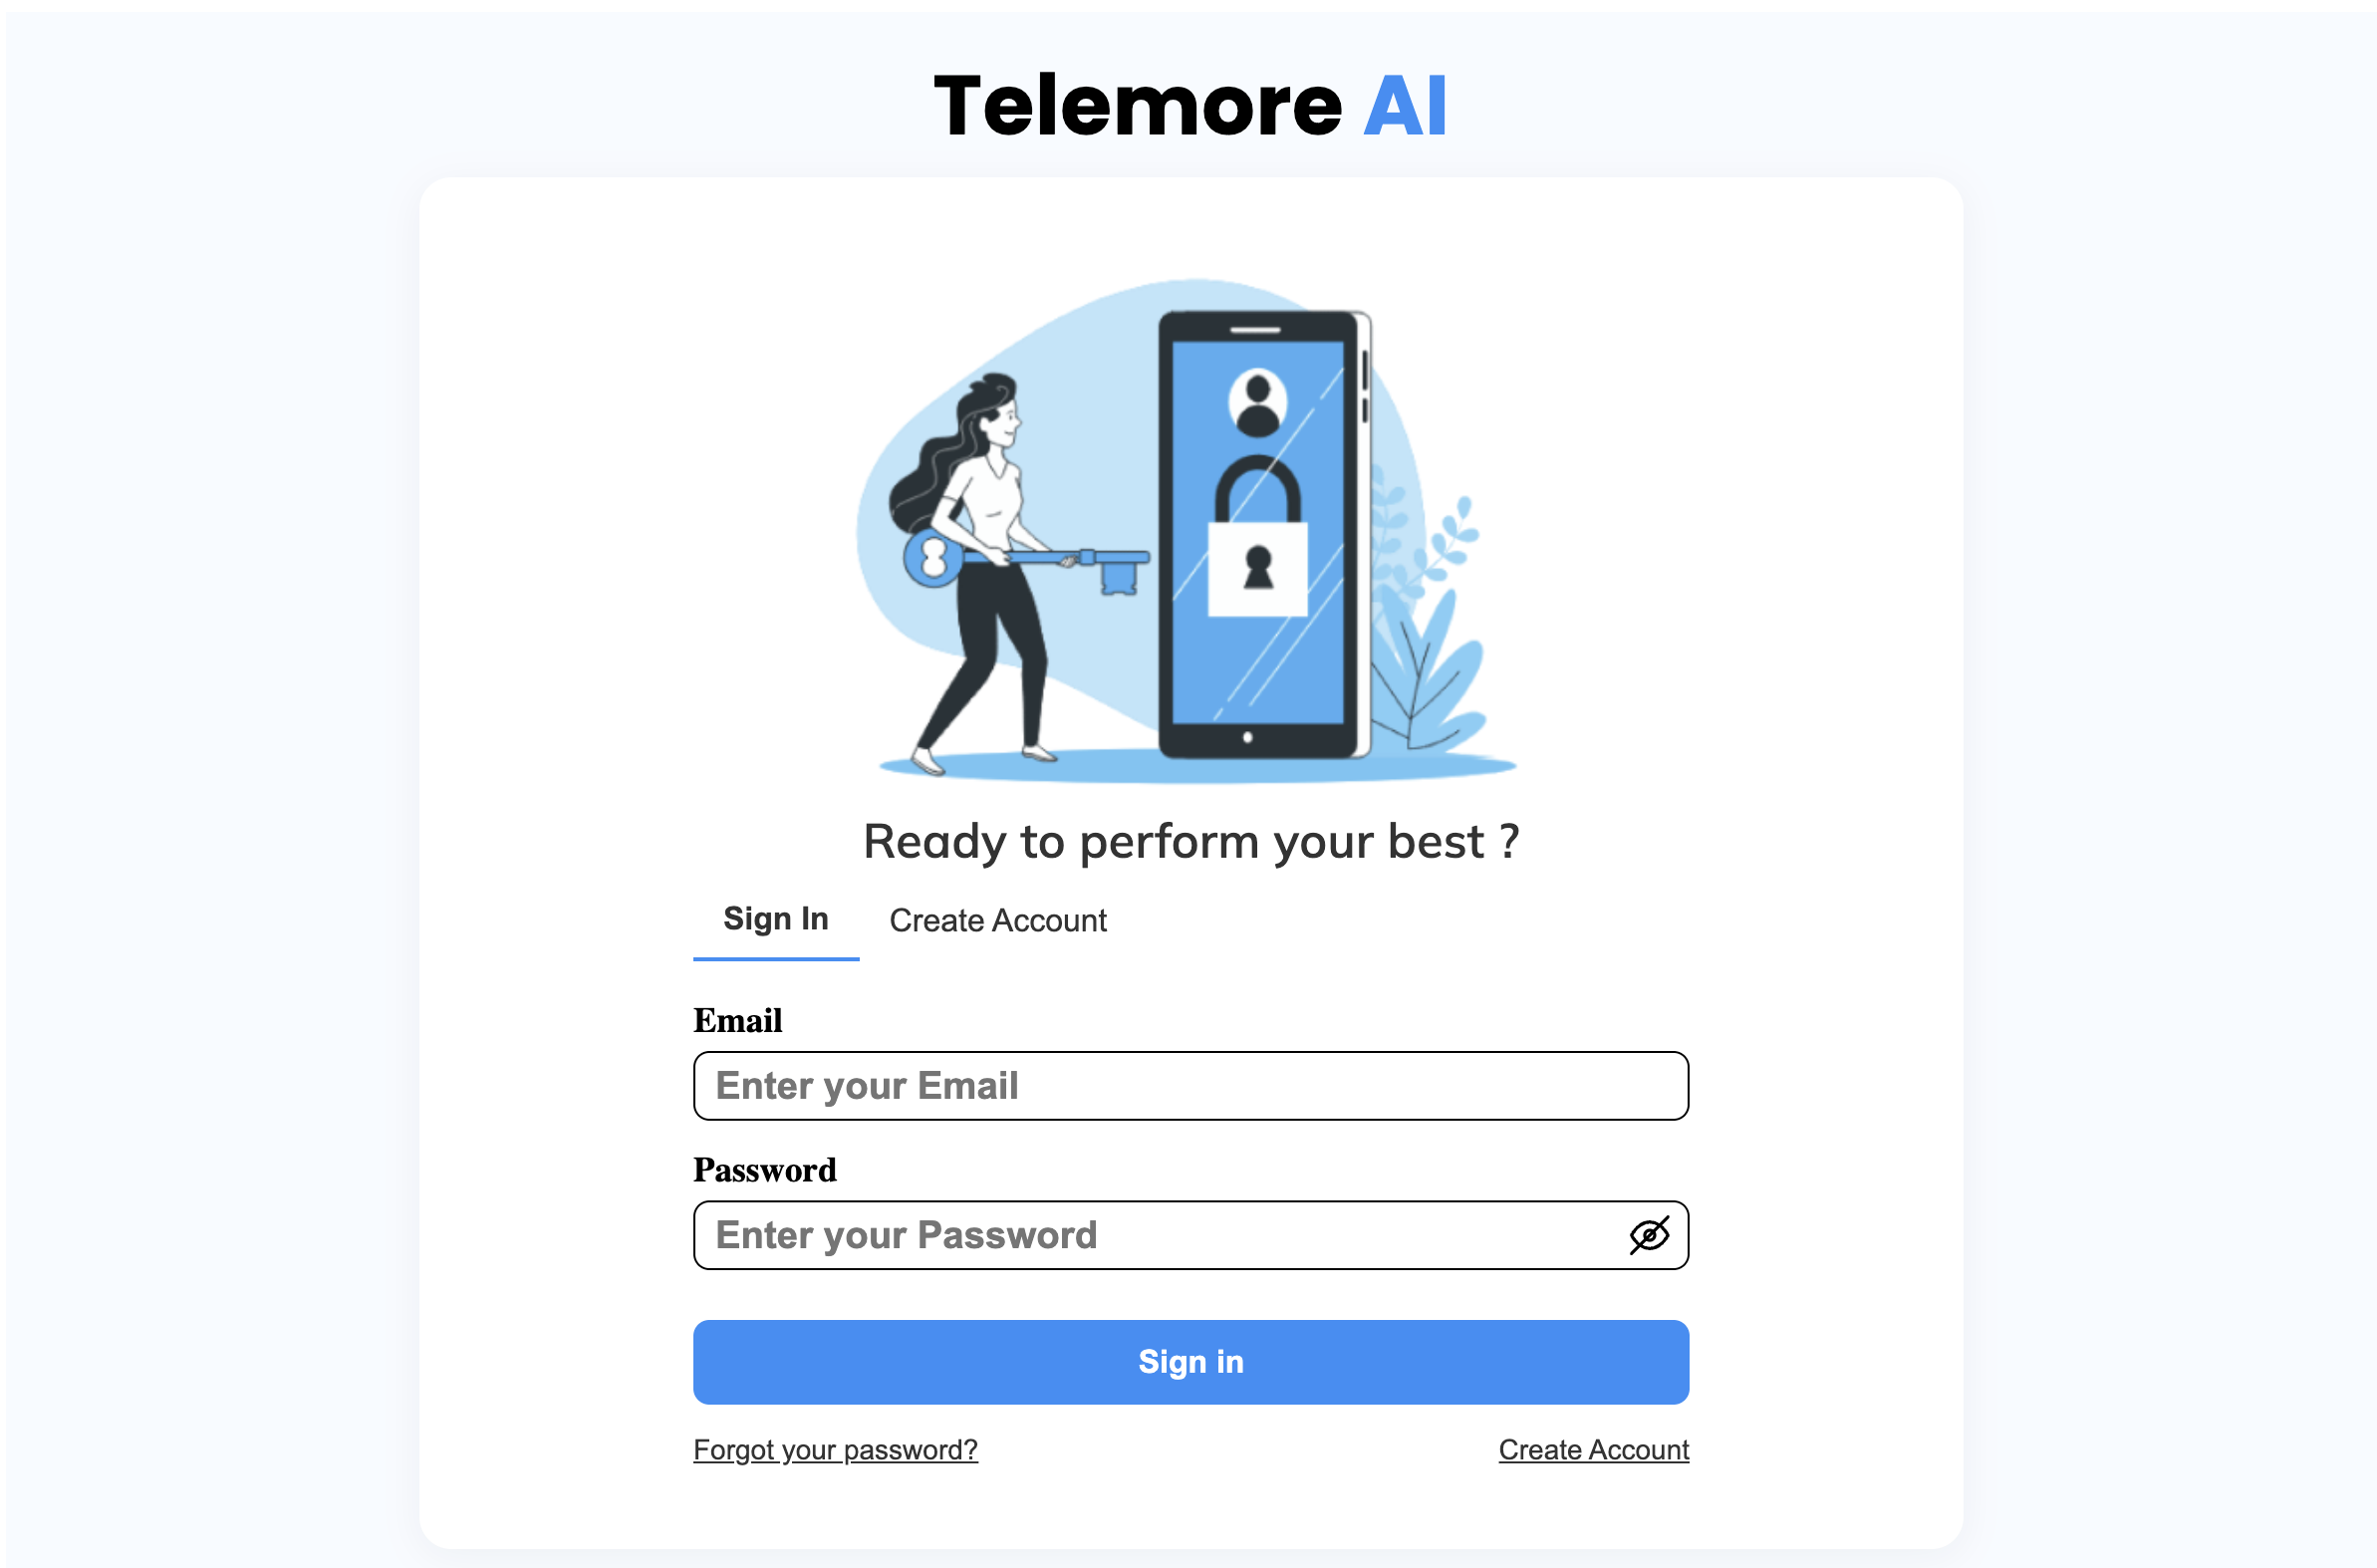 Telemore AI
Ready to perform your best ?
Sign In Create Account
Email
Enter your Email
Password
Enter your Password
Sign in
Forgot your password? Create Account